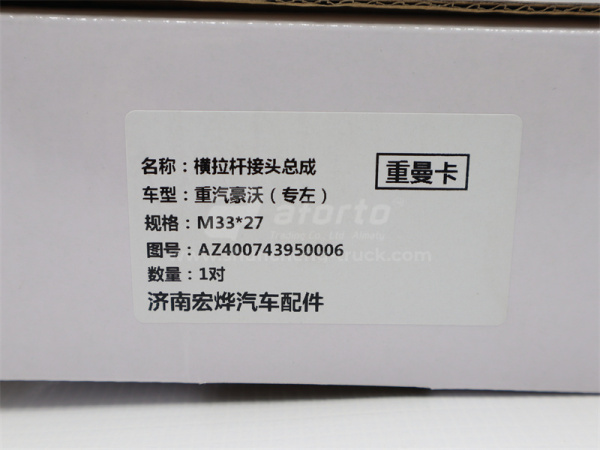 名称：横拉杆接头总成
重曼卡
车型：重汽豪沃（专左）
规格：M33*27
图号：AZ400743950006
数量：1对
济南宏烨汽车配件
aforto